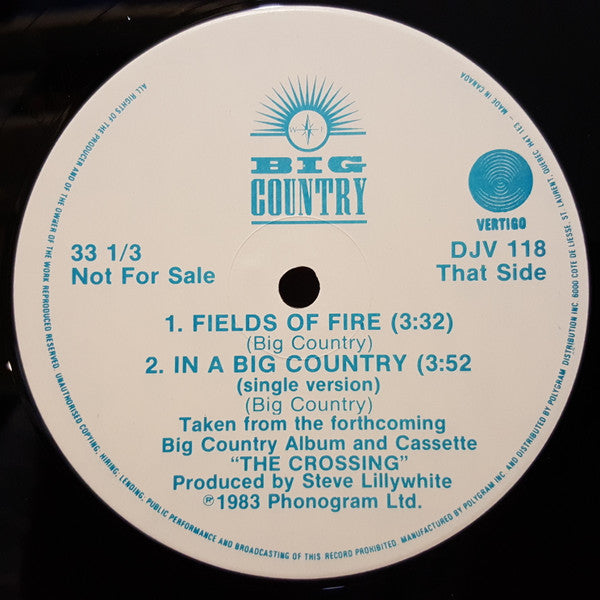 W
BIG
COUNTRY
VERTIGO
33 1/3
Not For Sale
DJV 118
That Side
1. FIELDS OF FIRE (3:32)
(Big Country)
2. IN A BIG COUNTRY (3:52
(single version)
(Big Country)
Taken from the forthcoming
Big Country Album and Cassette
"THE CROSSING"
Produced by Steve Lillywhite
℗1983 Phonogram Ltd.
ALL RIGHTS OF THE PRODUCER AND OF THE OWNER OF THE WORK REPRODUCED RESERVED. UNAUTHORISED COPYING, HIRING, LENDING, PUBLIC PERFORMANCE AND BROADCASTING OF THIS RECORD PROHIBITED. MANUFACTURED BY POLYGRAM INC. AND DISTRIBUTED BY POLYGRAM DISTRIBUTION INC. 6000 COTE DE LIESSE, ST. LAURENT, QUEBEC H4T 1E3 — MADE IN CANADA